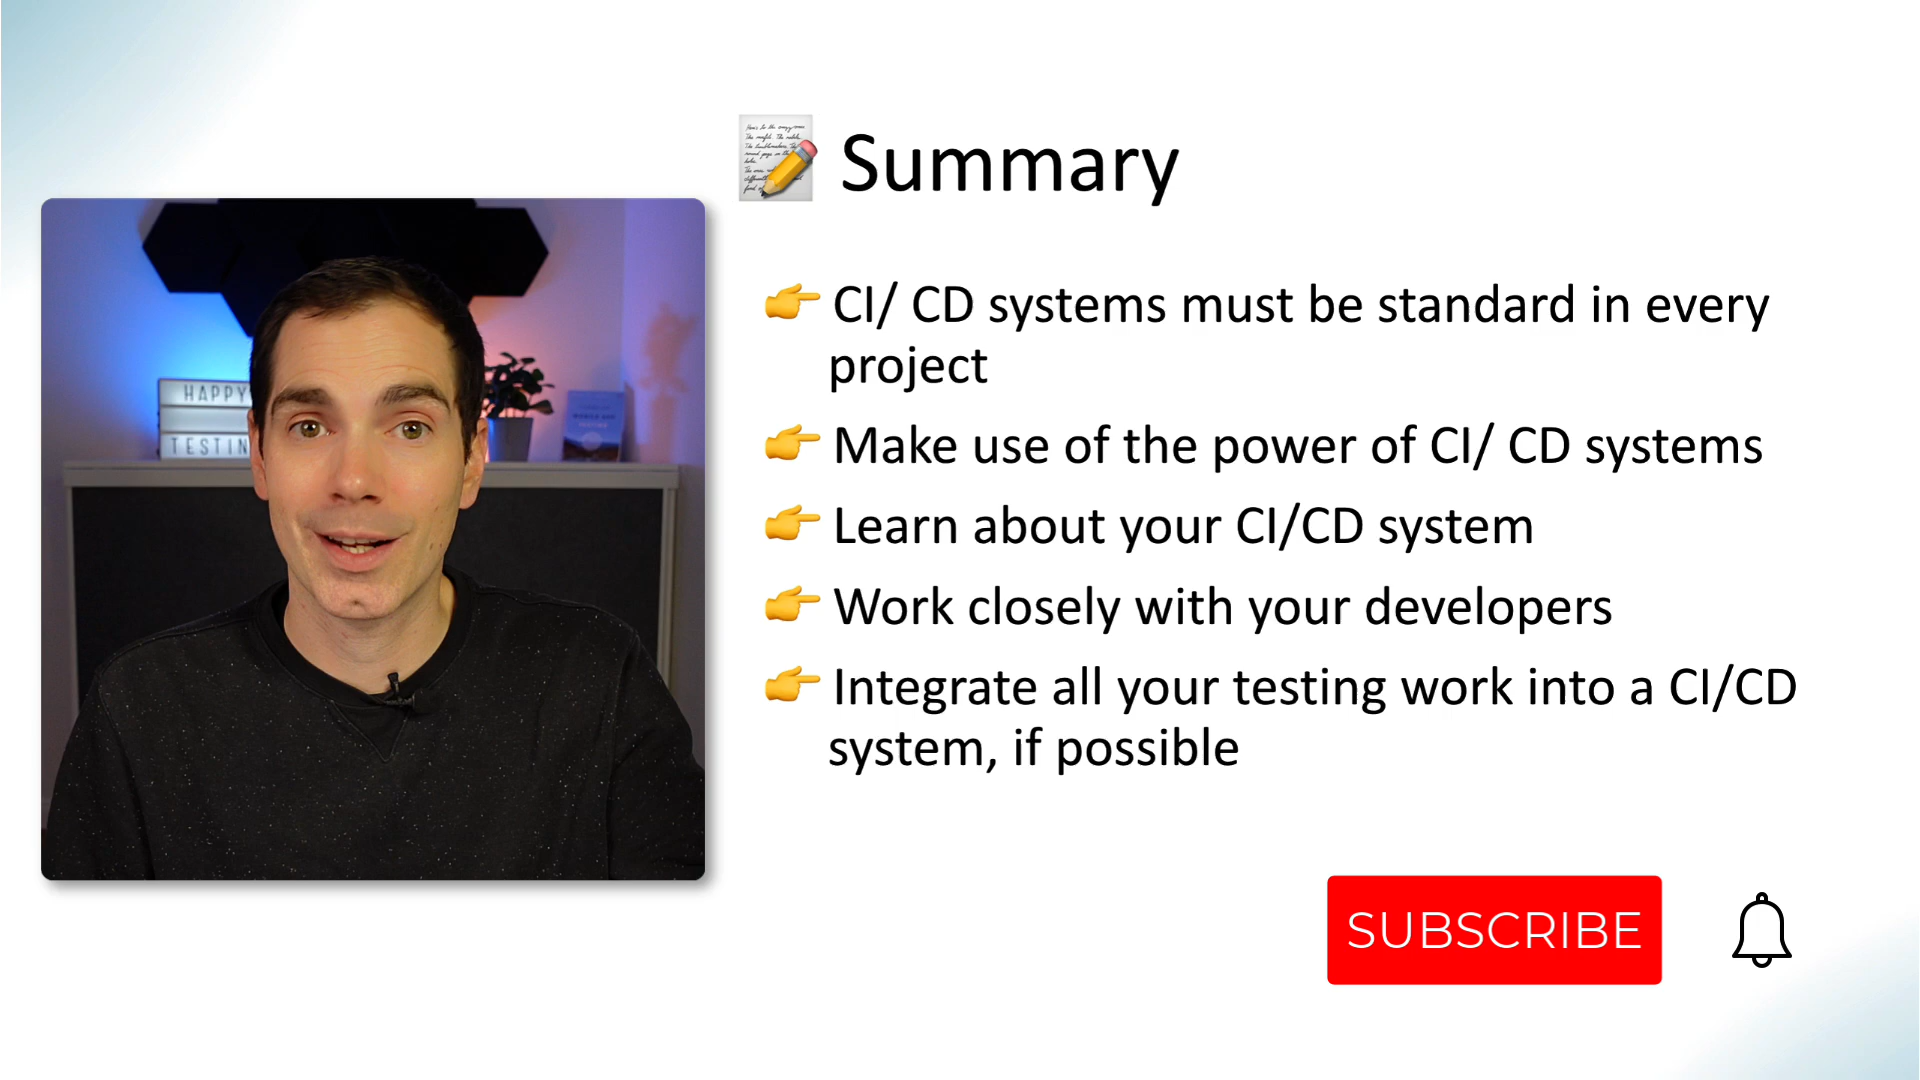 Summary
CI/ CD systems must be standard in every
project
Make use of the power of CI/ CD systems
Learn about your CI/CD system
Work closely with your developers
Integrate all your testing work into a CI/CD
system, if possible
HAPPY
TESTIN
SUBSCRIBE